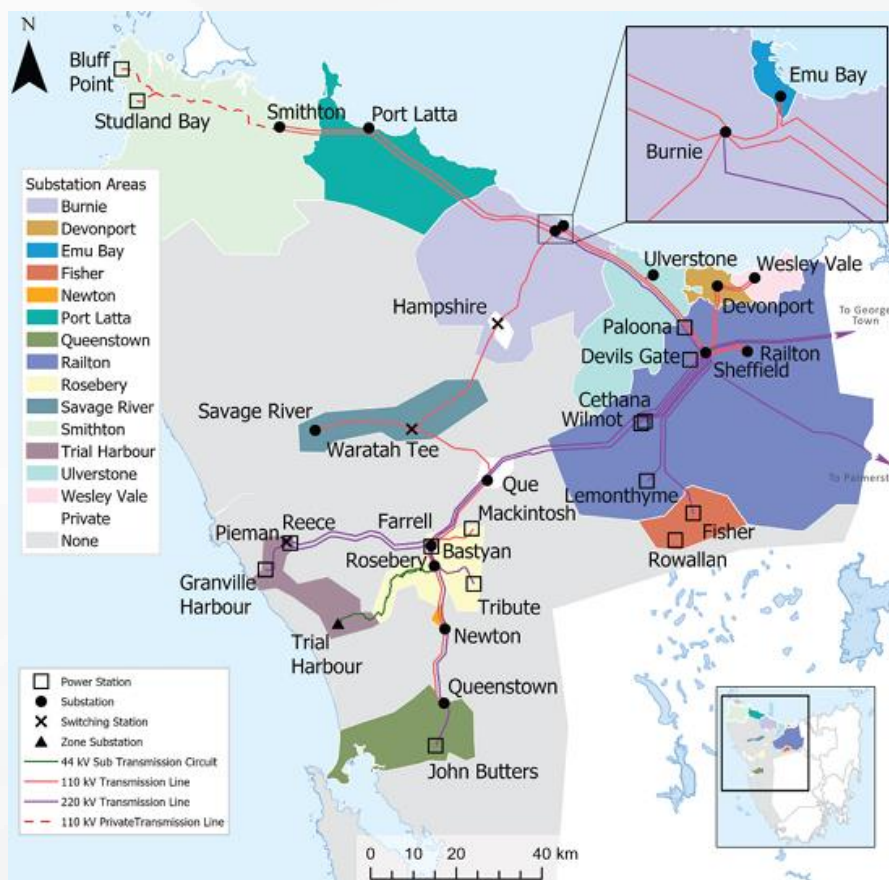 N
Bluff
Point
Studland Bay
Smithton
Port Latta
Emu Bay
Burnie
Substation Areas
Burnie
Devonport
Emu Bay
Fisher
Newton
Port Latta
Queenstown
Railton
Rosebery
Savage River
Smithton
Trial Harbour
Ulverstone
Wesley Vale
Private
None
Ulverstone
Wesley Vale
Hampshire
Devonport
Paloona
To George
Town
Devils Gate
Railton
Sheffield
Cethana
Wilmot
Savage River
Waratah Tee
Que
Lemonthyme
To Palmerst
Mackintosh
Farrell
Pieman
Reece
Fisher
Rosebery
Bastyan
Rowallan
Granville
Harbour
Tribute
Trial
Harbour
Newton
Queenstown
John Butters
Power Station
Substation
Switching Station
Zone Substation
44 kV Sub Transmission Circuit
110 kV Transmission Line
220 kV Transmission Line
110 kV PrivateTransmission Line
0 10 20 40 km